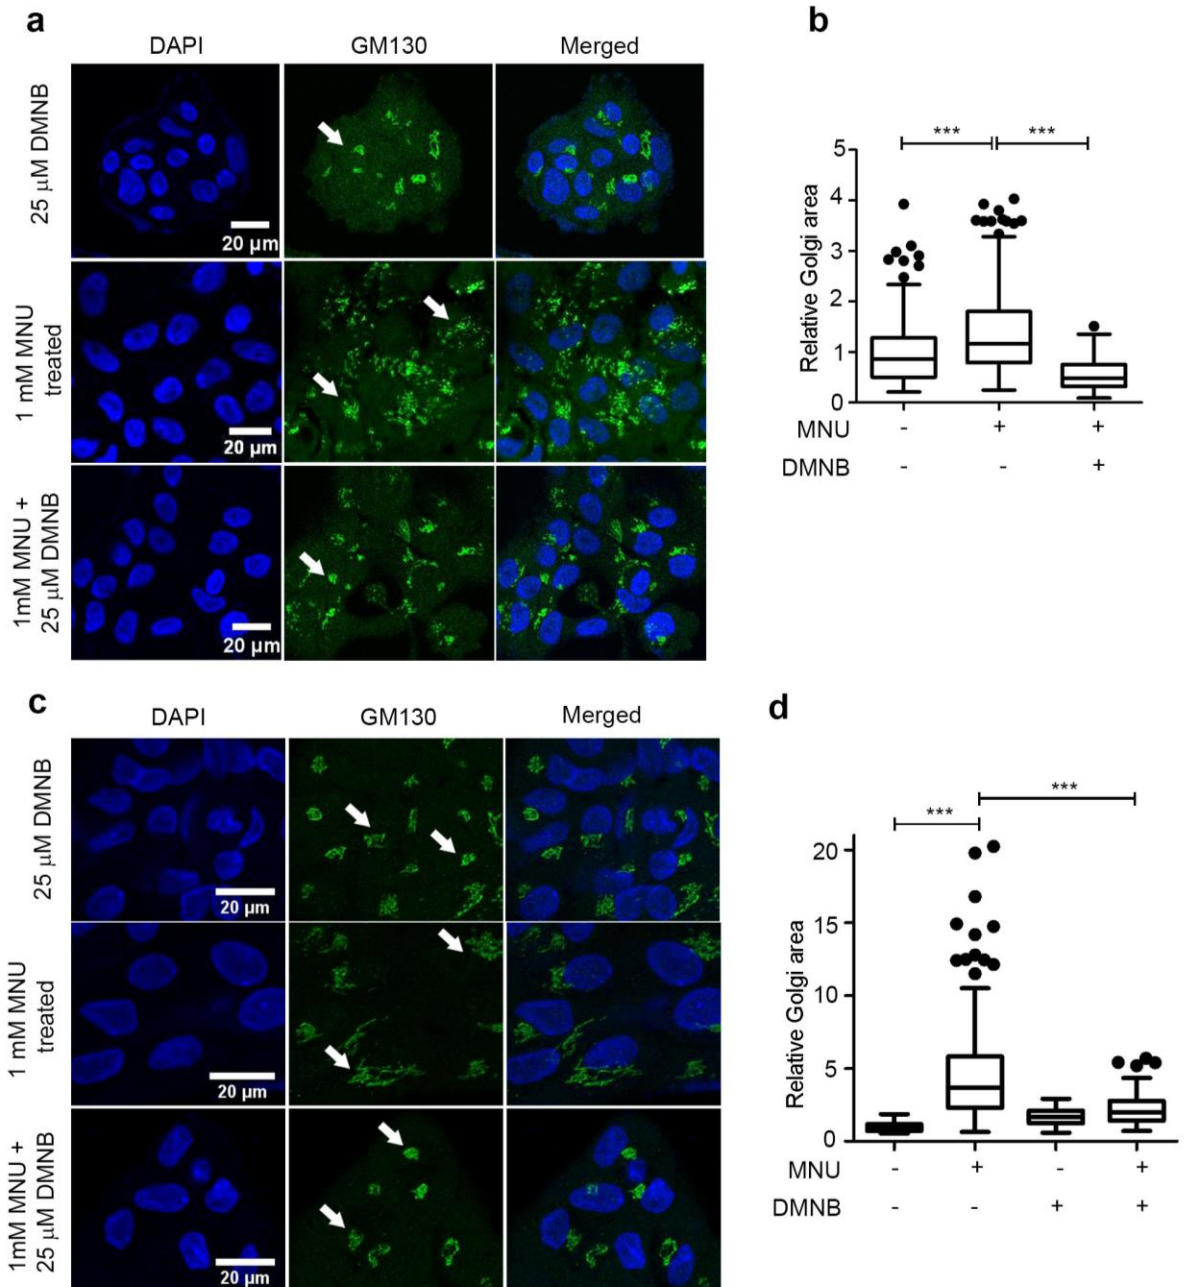 a
DAPI GM130 Merged
25 μM DMNB
20 μm
1 mM MNU
treated
20 μm
1mM MNU +
25 μM DMNB
20 μm
b
*** ***
Relative Golgi area
5
4
3
2
1
0
MNU - + +
DMNB - - +
c
DAPI GM130 Merged
25 μM DMNB
20 μm
1 mM MNU
treated
20 μm
1mM MNU +
25 μM DMNB
20 μm
d
***
***
Relative Golgi area
20
15
10
5
0
MNU - + - +
DMNB - - + +